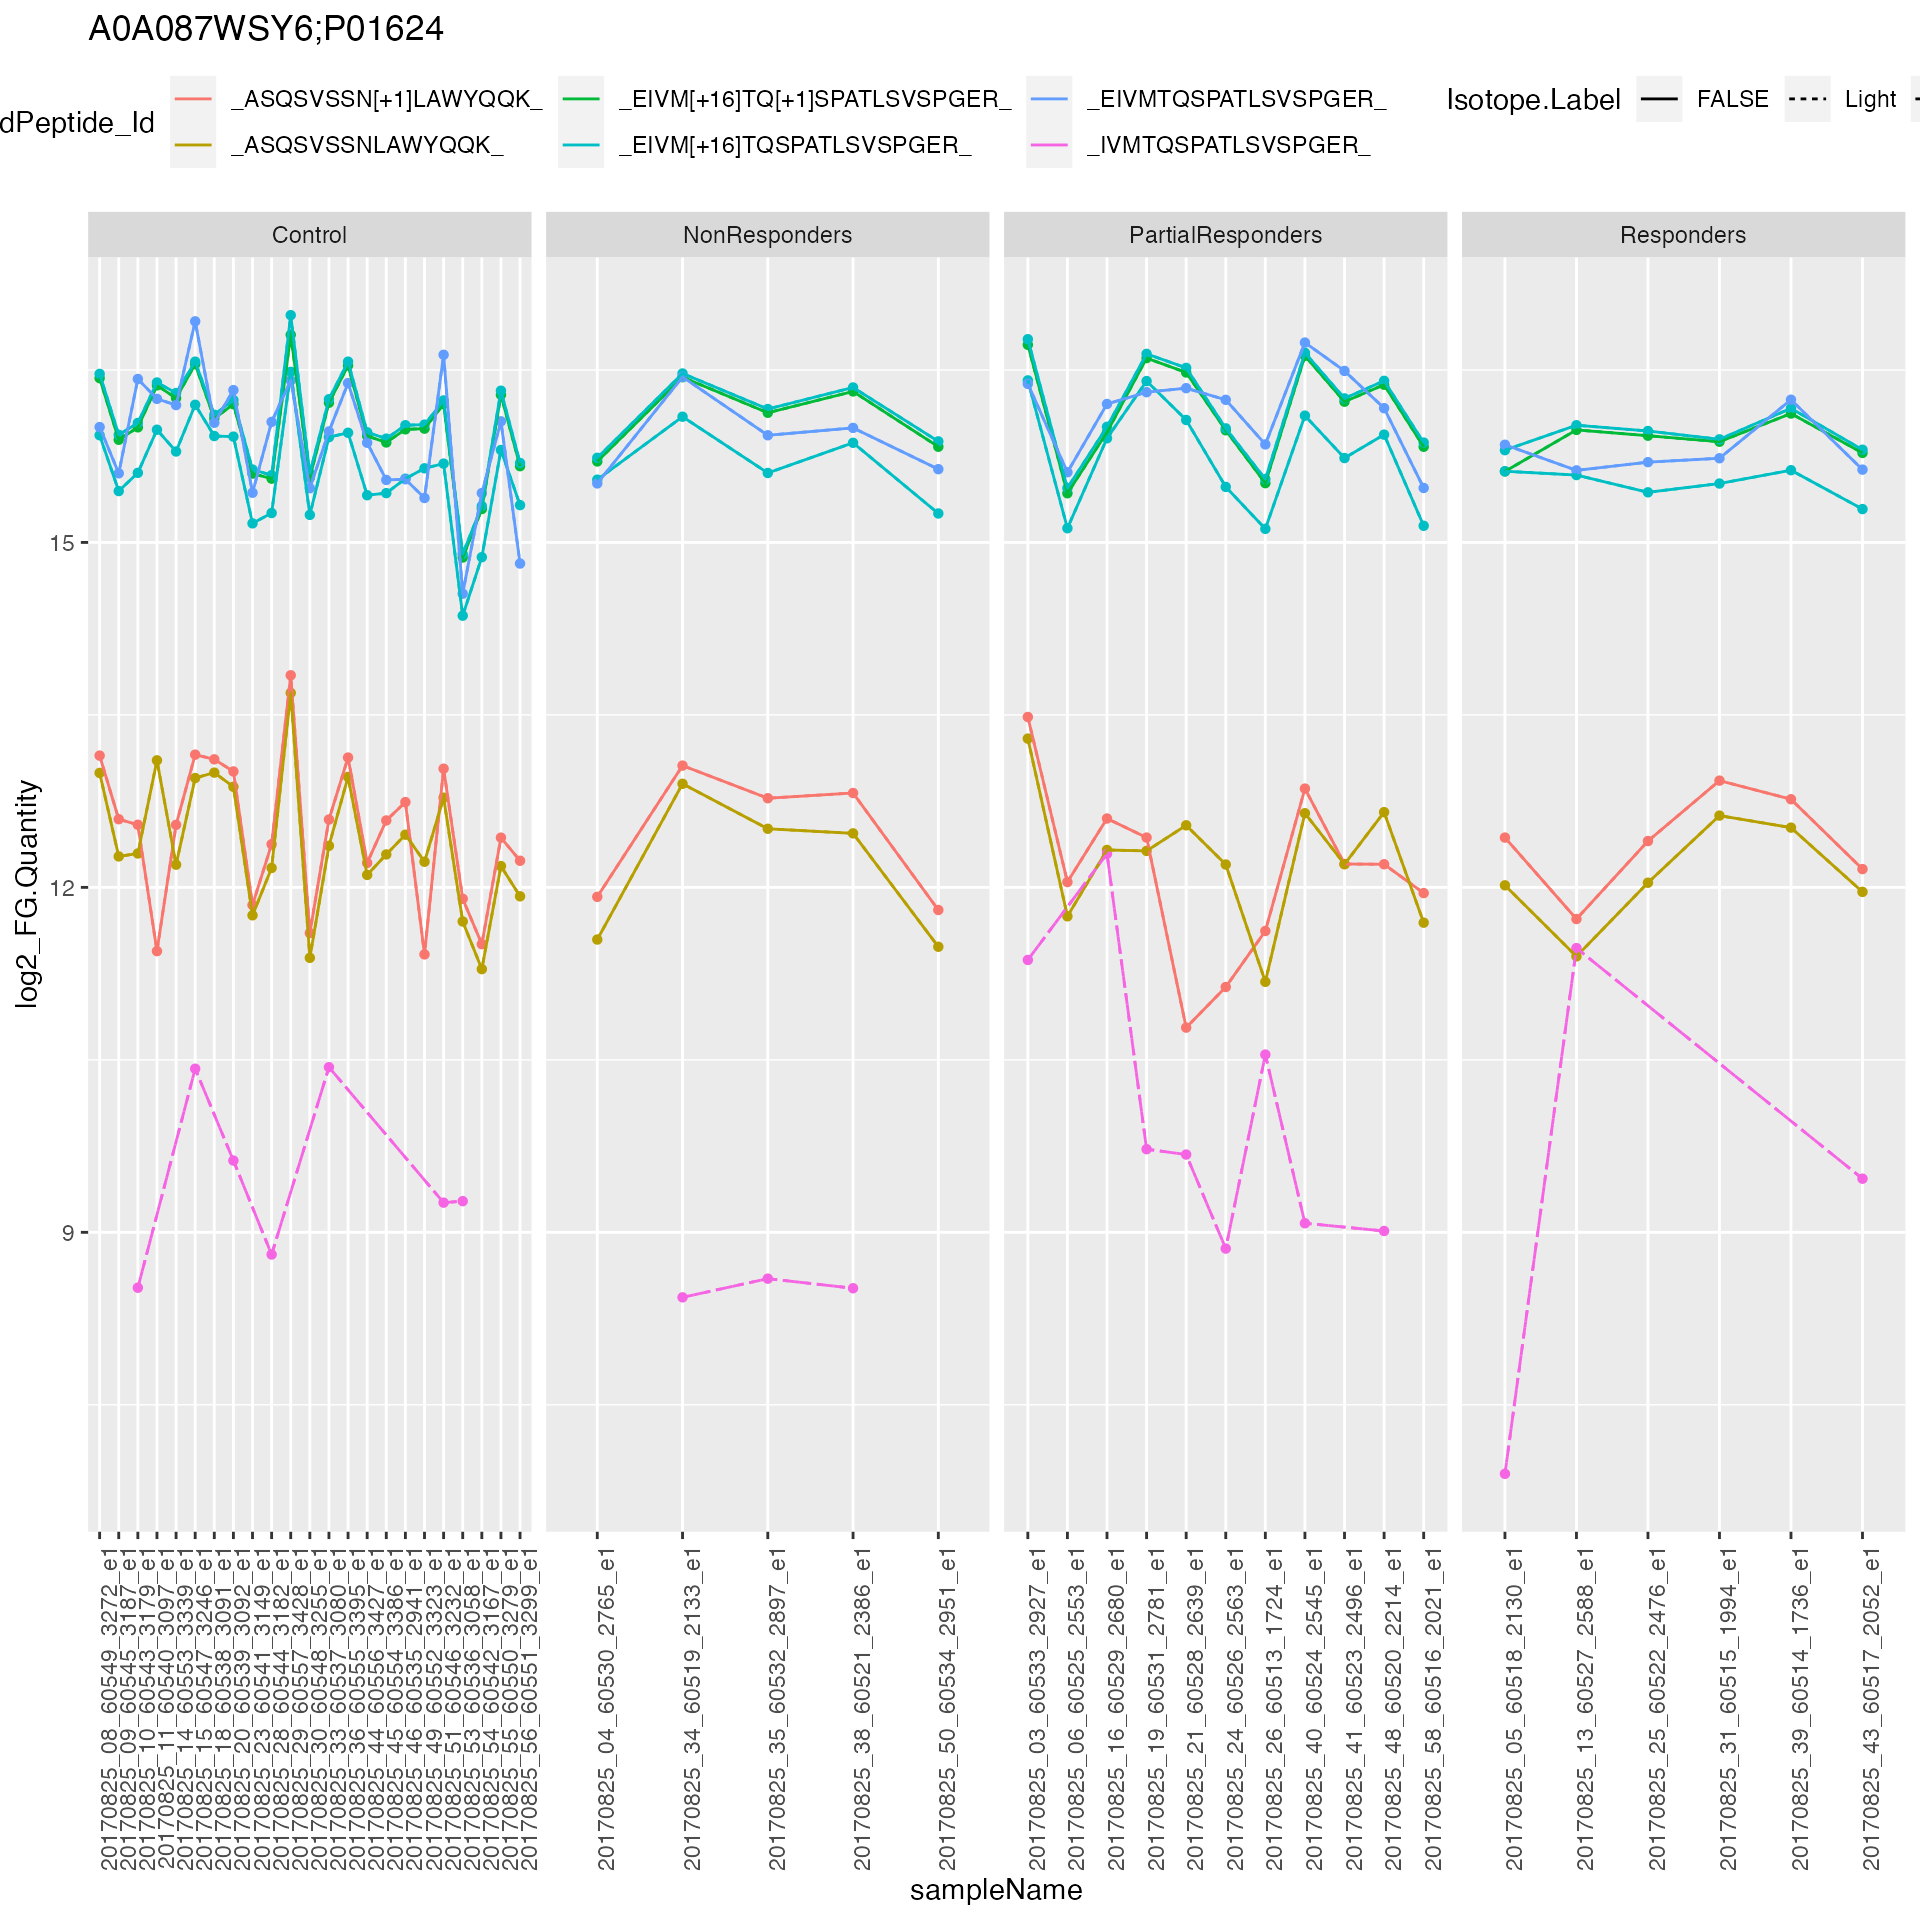 A0A087WSY6;P01624
dPeptide_Id
_ASQSVSSN[+1]LAWYQQK_
_ASQSVSSNLAWYQQK_
_EIVM[+16]TQ[+1]SPATLSVSPGER_
_EIVM[+16]TQSPATLSVSPGER_
_EIVMTQSPATLSVSPGER_
_IVMTQSPATLSVSPGER_
Isotope.Label
FALSE
Light
Control
NonResponders
PartialResponders
Responders
log2_FG.Quantity
15
12
9
20170825_08_60549_3272_e1
20170825_09_60545_3187_e1
20170825_10_60543_3179_e1
20170825_11_60540_3097_e1
20170825_14_60553_3339_e1
20170825_15_60547_3246_e1
20170825_18_60538_3091_e1
20170825_20_60539_3092_e1
20170825_23_60541_3149_e1
20170825_28_60544_3182_e1
20170825_29_60557_3428_e1
20170825_30_60548_3255_e1
20170825_33_60537_3080_e1
20170825_36_60555_3395_e1
20170825_44_60556_3427_e1
20170825_45_60554_3386_e1
20170825_46_60535_2941_e1
20170825_49_60552_3323_e1
20170825_51_60546_3232_e1
20170825_53_60536_3058_e1
20170825_54_60542_3167_e1
20170825_55_60550_3279_e1
20170825_56_60551_3299_e1
20170825_04_60530_2765_e1
20170825_34_60519_2133_e1
20170825_35_60532_2897_e1
20170825_38_60521_2386_e1
20170825_50_60534_2951_e1
20170825_03_60533_2927_e1
20170825_06_60525_2553_e1
20170825_16_60529_2680_e1
20170825_19_60531_2781_e1
20170825_21_60528_2639_e1
20170825_24_60526_2563_e1
20170825_26_60513_1724_e1
20170825_40_60524_2545_e1
20170825_41_60523_2496_e1
20170825_48_60520_2214_e1
20170825_58_60516_2021_e1
20170825_05_60518_2130_e1
20170825_13_60527_2588_e1
20170825_25_60522_2476_e1
20170825_31_60515_1994_e1
20170825_39_60514_1736_e1
20170825_43_60517_2052_e1
sampleName